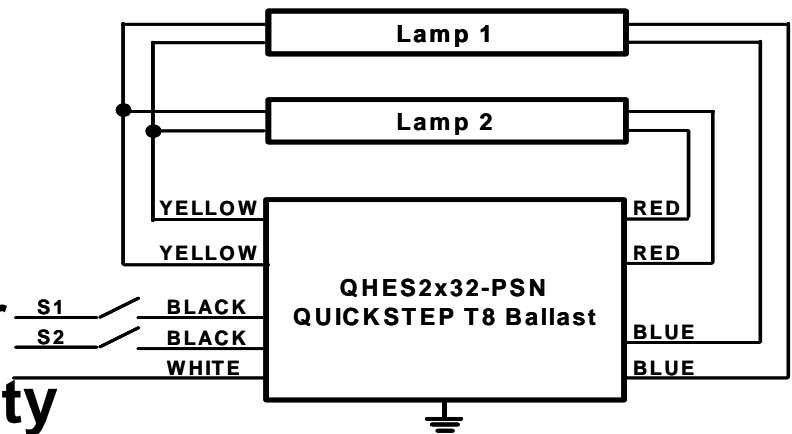 Lamp 1
Lamp 2
YELLOW
RED
YELLOW
RED
QHES2x32-PSN
QUICKSTEP T8 Ballast
S1
BLACK
S2
BLACK
BLUE
WHITE
BLUE
ty